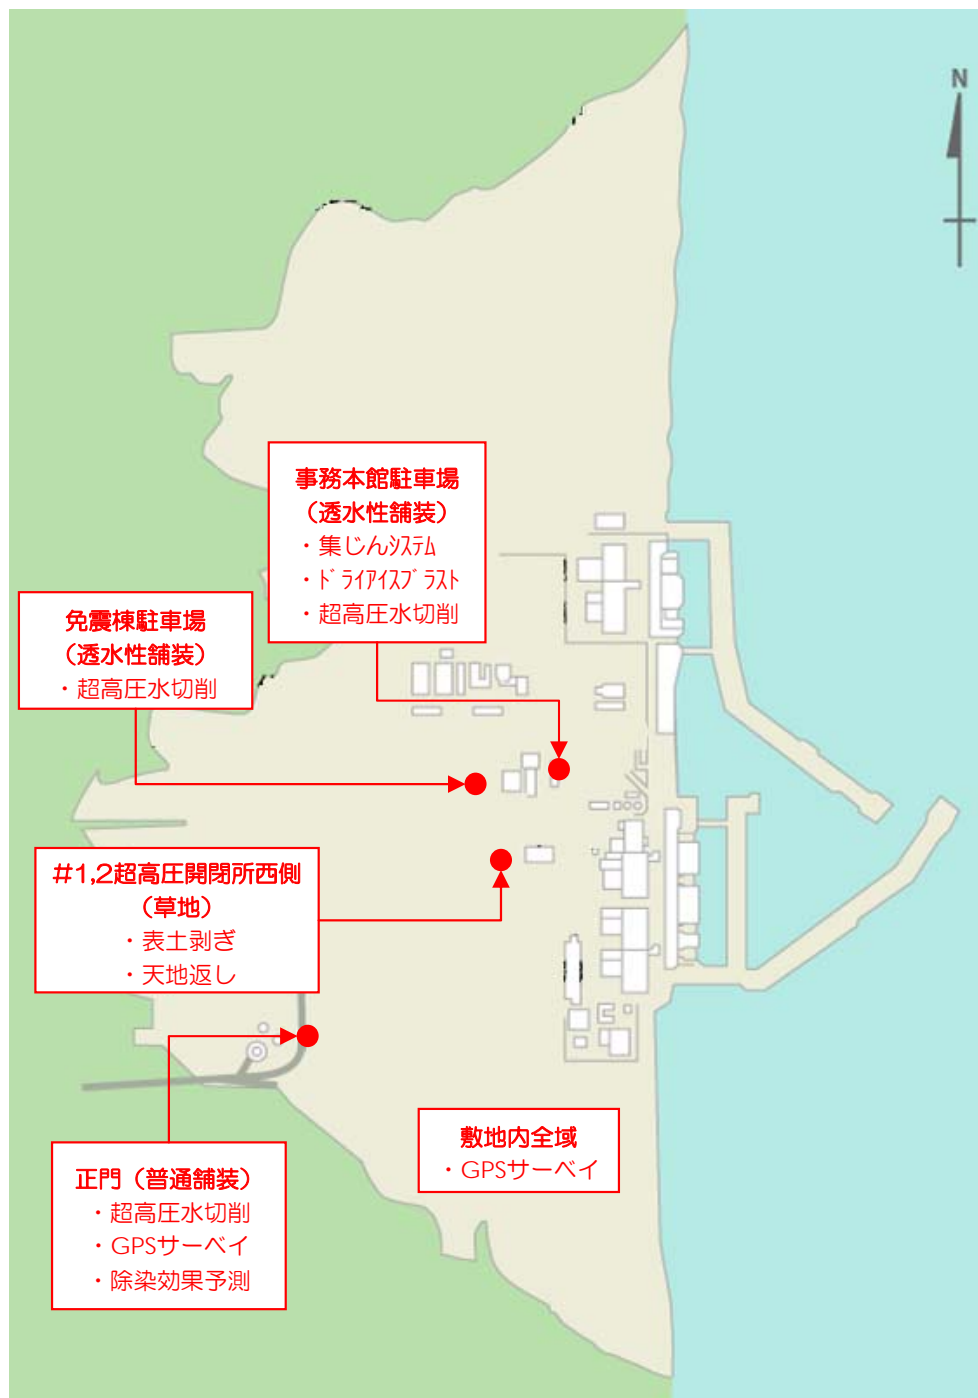 N
事務本館駐車場
（透水性舗装）
・集じんｼｽﾃﾑ
・ﾄﾞﾗｲｱｲｽﾌﾞﾗｽﾄ
・超高圧水切削
免震棟駐車場
（透水性舗装）
・超高圧水切削
#1,2超高圧開閉所西側
（草地）
・表土剥ぎ
・天地返し
敷地内全域
・GPSサーベイ
正門（普通舗装）
・超高圧水切削
・GPSサーベイ
・除染効果予測